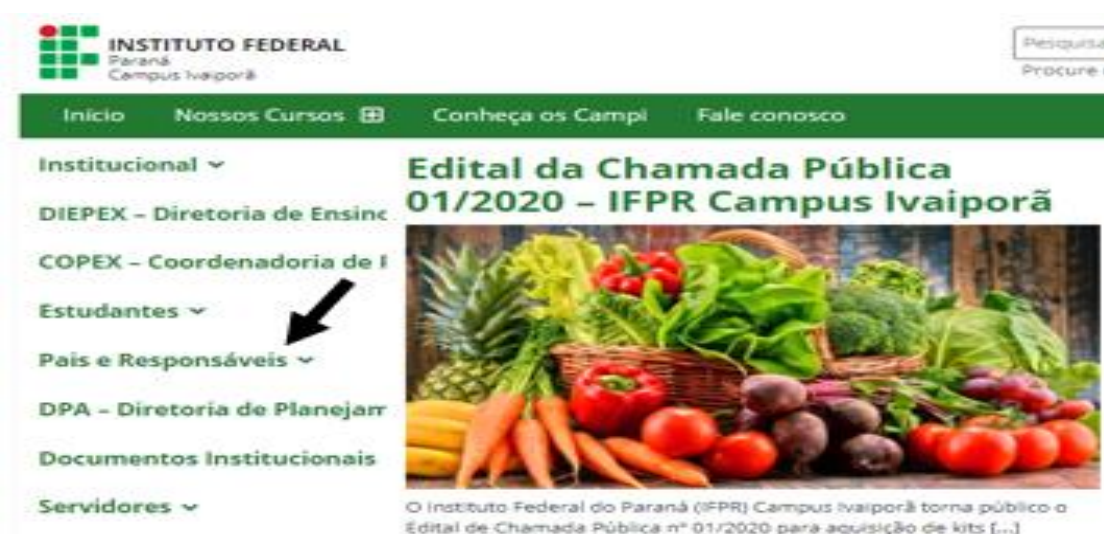 INSTITUTO FEDERAL
Paraná
Campus Ivaiporã
Pesquisa
Procure
Início Nossos Cursos Conheça os Campi Fale conosco
Institucional
DIEPEX – Diretoria de Ensino
COPEX – Coordenadoria de
Estudantes
Pais e Responsáveis
DPA – Diretoria de Planejam
Documentos Institucionais
Servidores
Edital da Chamada Pública
01/2020 – IFPR Campus Ivaiporã
O Instituto Federal do Paraná (IFPR) Campus Ivaiporã torna público o
Edital de Chamada Pública nº 01/2020 para aquisição de kits [...]